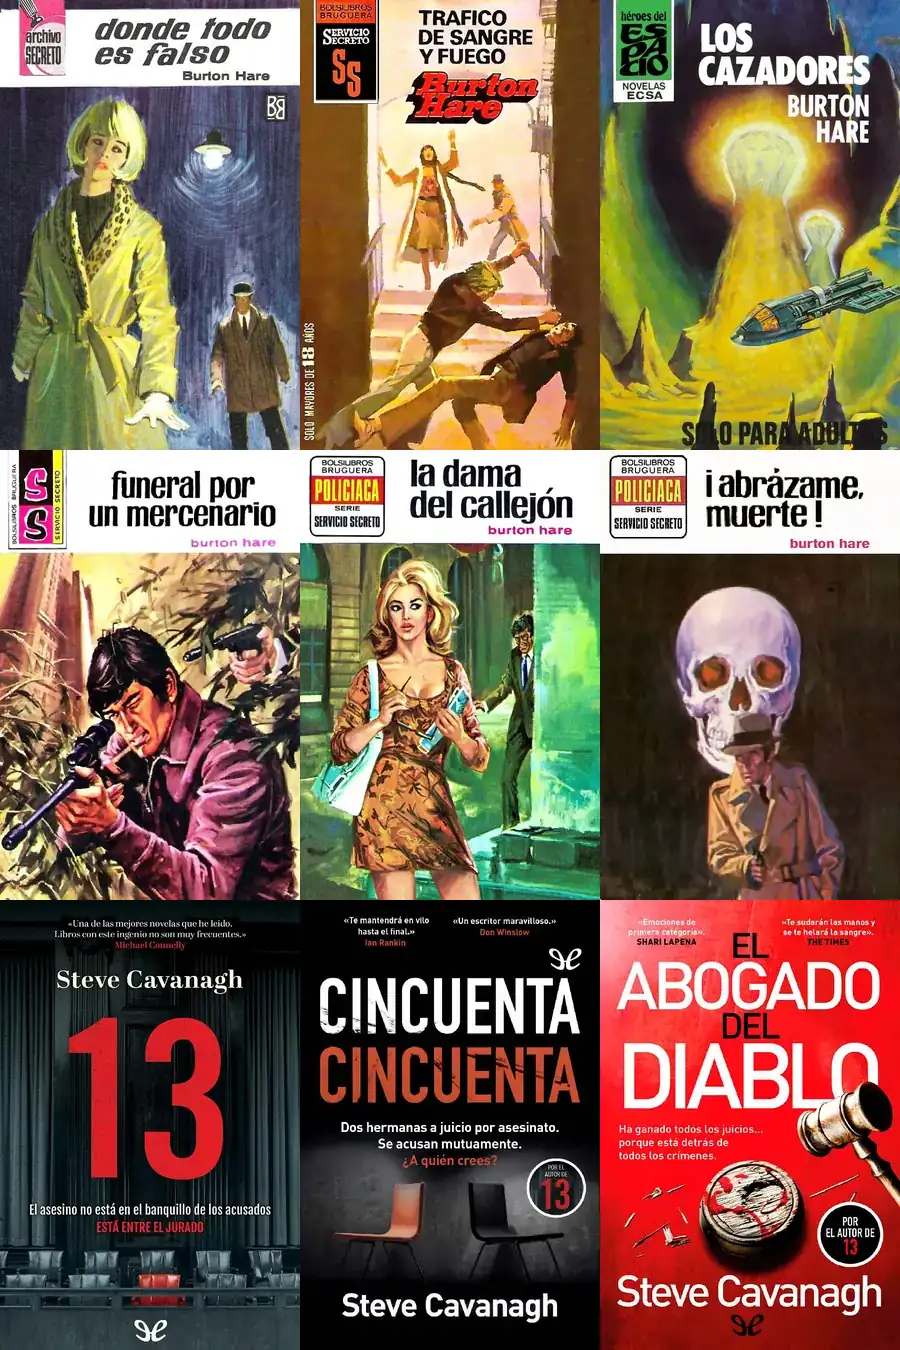 archivo
SECRETO
donde todo
es falso
Burton Hare
BOLSILIBROS
BRUGUERA
SERVICIO
SECRETO
SS
TRAFICO
DE SANGRE
Y FUEGO
Burton
Hare
SOLO MAYORES DE 18 AÑOS
héroes del
ESPACIO
NOVELAS
ECSA
LOS
CAZADORES
BURTON
HARE
SOLO PARA ADULTOS
BOLSILIBROS BRUGUERA
SS
SERVICIO SECRETO
funeral por
un mercenario
burton hare
BOLSILIBROS
BRUGUERA
POLICIACA
SERIE
SERVICIO SECRETO
la dama
del callejón
burton hare
BOLSILIBROS
BRUGUERA
POLICIACA
SERIE
SERVICIO SECRETO
¡abrázame,
muerte!
burton hare
«Una de las mejores novelas que he leído.
Libros con este ingenio no son muy frecuentes.»
Michael Connelly
Steve Cavanagh
13
El asesino no está en el banquillo de los acusados
ESTÁ ENTRE EL JURADO
«Te mantendrá en vilo
hasta el final.»
Ian Rankin
«Un escritor maravilloso.»
Don Winslow
CINCUENTA
CINCUENTA
Dos hermanas a juicio por asesinato.
Se acusan mutuamente.
¿A quién crees?
POR EL
AUTOR DE
13
Steve Cavanagh
«Emociones de
primera categoría».
SHARI LAPENA
«Te sudarán las manos y
se te helará la sangre».
THE TIMES
EL
ABOGADO
DEL
DIABLO
Ha ganado todos los juicios...
porque está detrás de
todos los crímenes.
POR
EL AUTOR DE
13
Steve Cavanagh